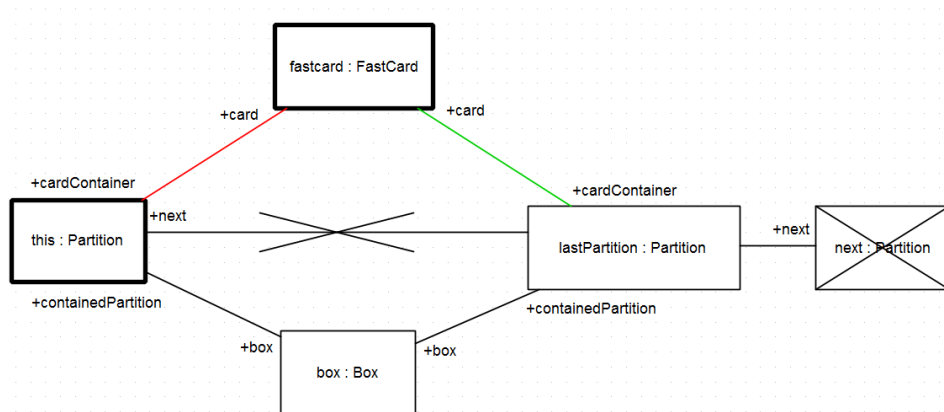 fastcard : FastCard
+card
+card
+cardContainer
+cardContainer
+next
this : Partition
lastPartition : Partition
+next
next : Partition
+containedPartition
+containedPartition
+box
+box
box : Box